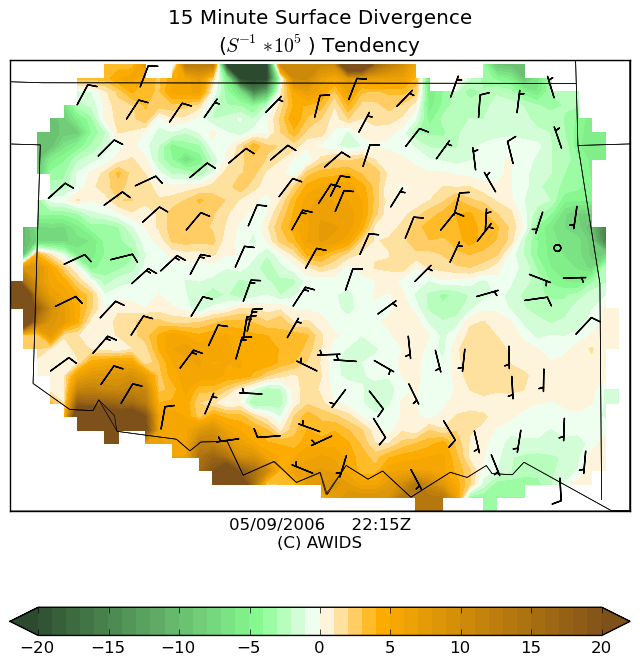 15 Minute Surface Divergence
(S⁻¹ * 10⁵ ) Tendency
05/09/2006 22:15Z
(C) AWIDS
−20 −15 −10 −5 0 5 10 15 20